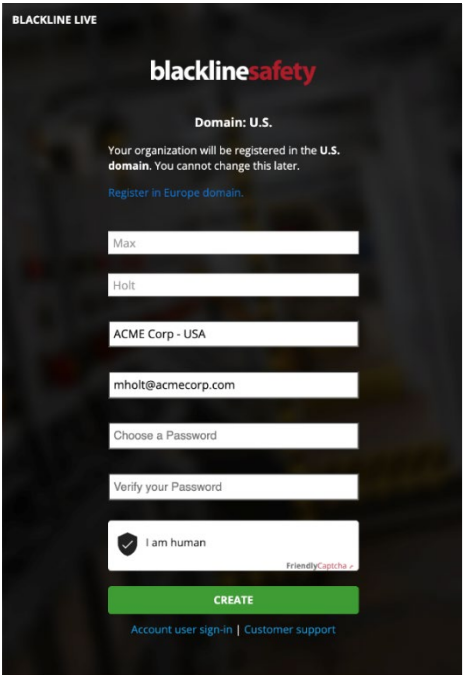 BLACKLINE LIVE
blacklinesafety
Domain: U.S.
Your organization will be registered in the U.S.
domain. You cannot change this later.
Register in Europe domain.
Max
Holt
ACME Corp - USA
mholt@acmecorp.com
Choose a Password
Verify your Password
I am human
FriendlyCaptcha ⇗
CREATE
Account user sign-in | Customer support